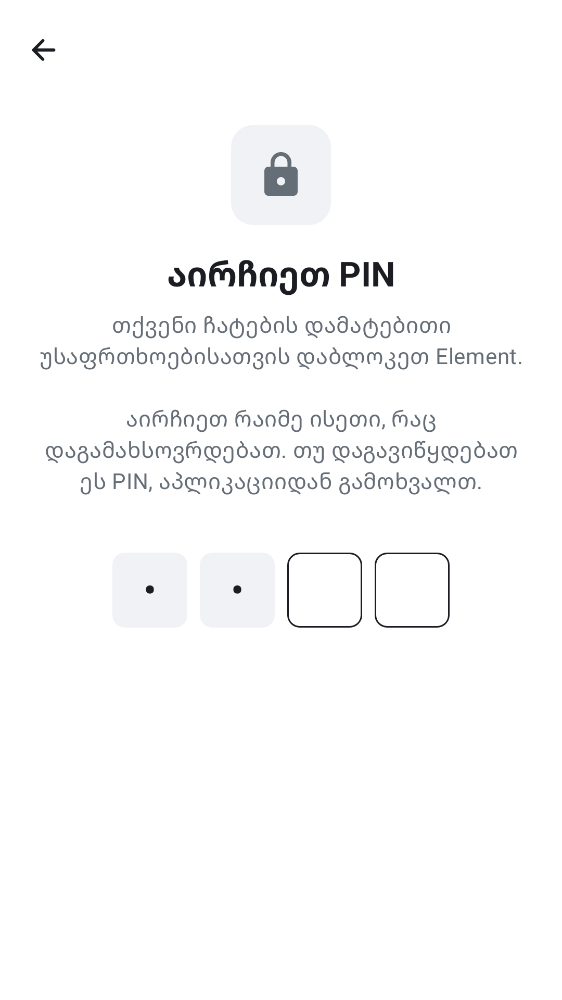 აირჩიეთ PIN
თქვენი ჩატების დამატებითი
უსაფრთხოებისათვის დაბლოკეთ Element.
აირჩიეთ რაიმე ისეთი, რაც
დაგამახსოვრდებათ. თუ დაგავიწყდებათ
ეს PIN, აპლიკაციიდან გამოხვალთ.